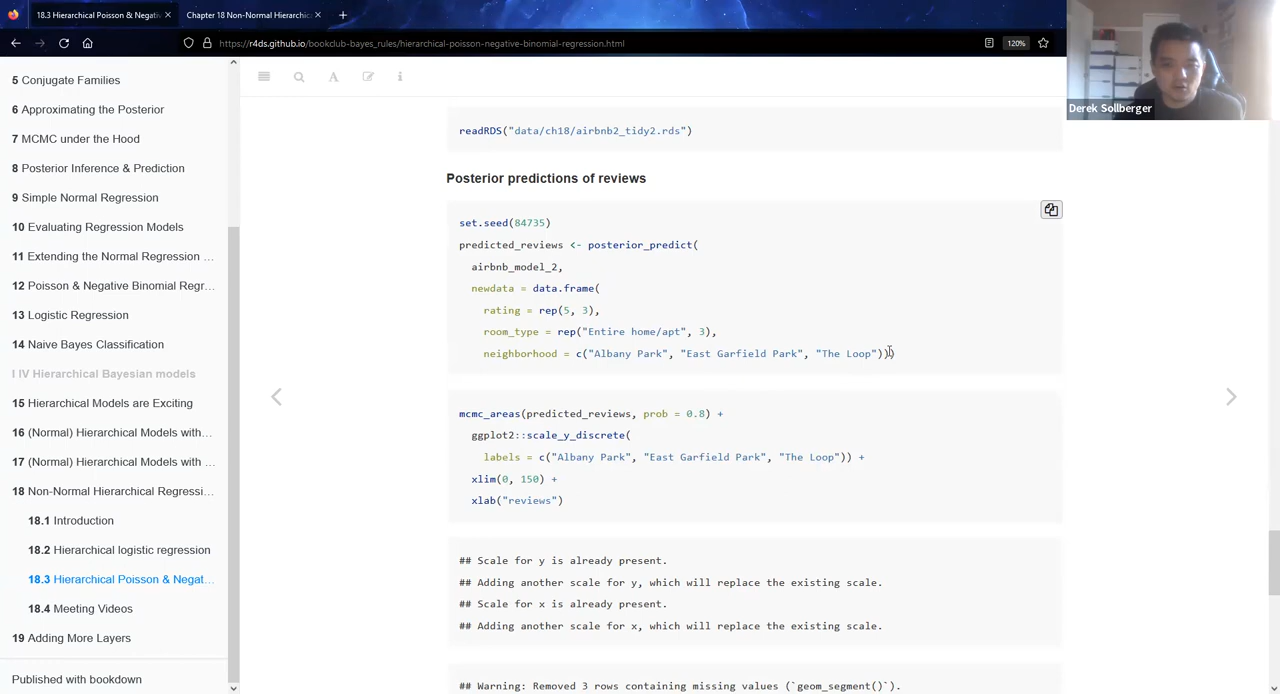 18.3 Hierarchical Poisson & Negati
Chapter 18 Non-Normal Hierarchic
https://r4ds.github.io/bookclub-bayes_rules/hierarchical-poisson-negative-binomial-regression.html
120%
Derek Sollberger
5 Conjugate Families
6 Approximating the Posterior
7 MCMC under the Hood
8 Posterior Inference & Prediction
9 Simple Normal Regression
10 Evaluating Regression Models
11 Extending the Normal Regression ...
12 Poisson & Negative Binomial Regr...
13 Logistic Regression
14 Naive Bayes Classification
I IV Hierarchical Bayesian models
15 Hierarchical Models are Exciting
16 (Normal) Hierarchical Models with...
17 (Normal) Hierarchical Models with ...
18 Non-Normal Hierarchical Regressi...
18.1 Introduction
18.2 Hierarchical logistic regression
18.3 Hierarchical Poisson & Negat...
18.4 Meeting Videos
19 Adding More Layers
Published with bookdown
readRDS("data/ch18/airbnb2_tidy2.rds")
Posterior predictions of reviews
set.seed(84735)
predicted_reviews <- posterior_predict(
airbnb_model_2,
newdata = data.frame(
rating = rep(5, 3),
room_type = rep("Entire home/apt", 3),
neighborhood = c("Albany Park", "East Garfield Park", "The Loop")))
mcmc_areas(predicted_reviews, prob = 0.8) +
ggplot2::scale_y_discrete(
labels = c("Albany Park", "East Garfield Park", "The Loop")) +
xlim(0, 150) +
xlab("reviews")
## Scale for y is already present.
## Adding another scale for y, which will replace the existing scale.
## Scale for x is already present.
## Adding another scale for x, which will replace the existing scale.
## Warning: Removed 3 rows containing missing values (`geom_segment()`).